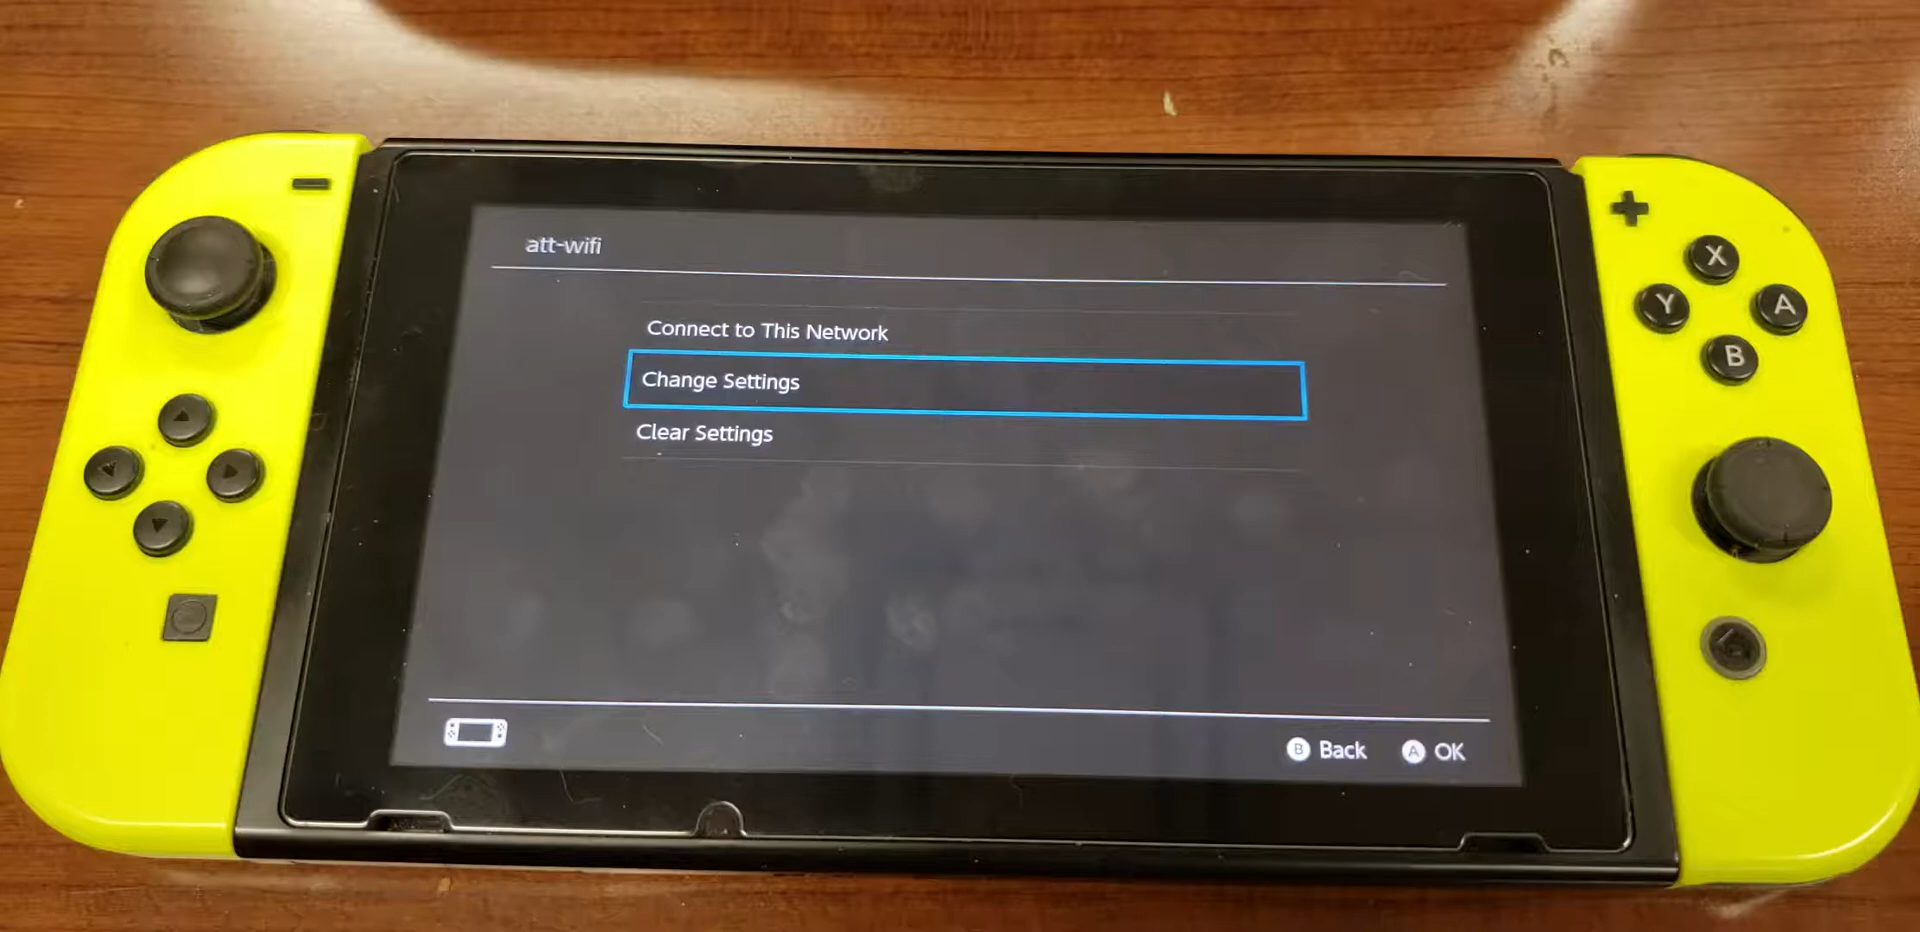 att-wifi
Connect to This Network
Change Settings
Clear Settings
B Back A OK
X
Y A
B